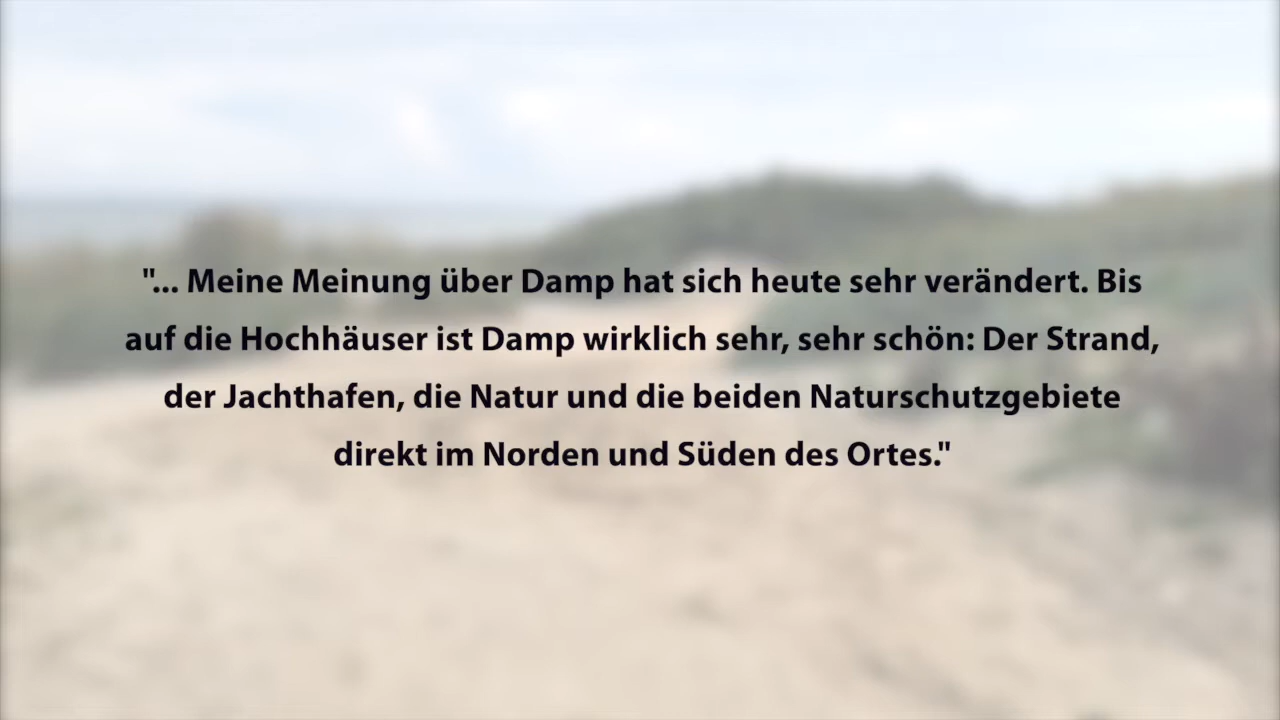 "... Meine Meinung über Damp hat sich heute sehr verändert. Bis
auf die Hochhäuser ist Damp wirklich sehr, sehr schön: Der Strand,
der Jachthafen, die Natur und die beiden Naturschutzgebiete
direkt im Norden und Süden des Ortes."